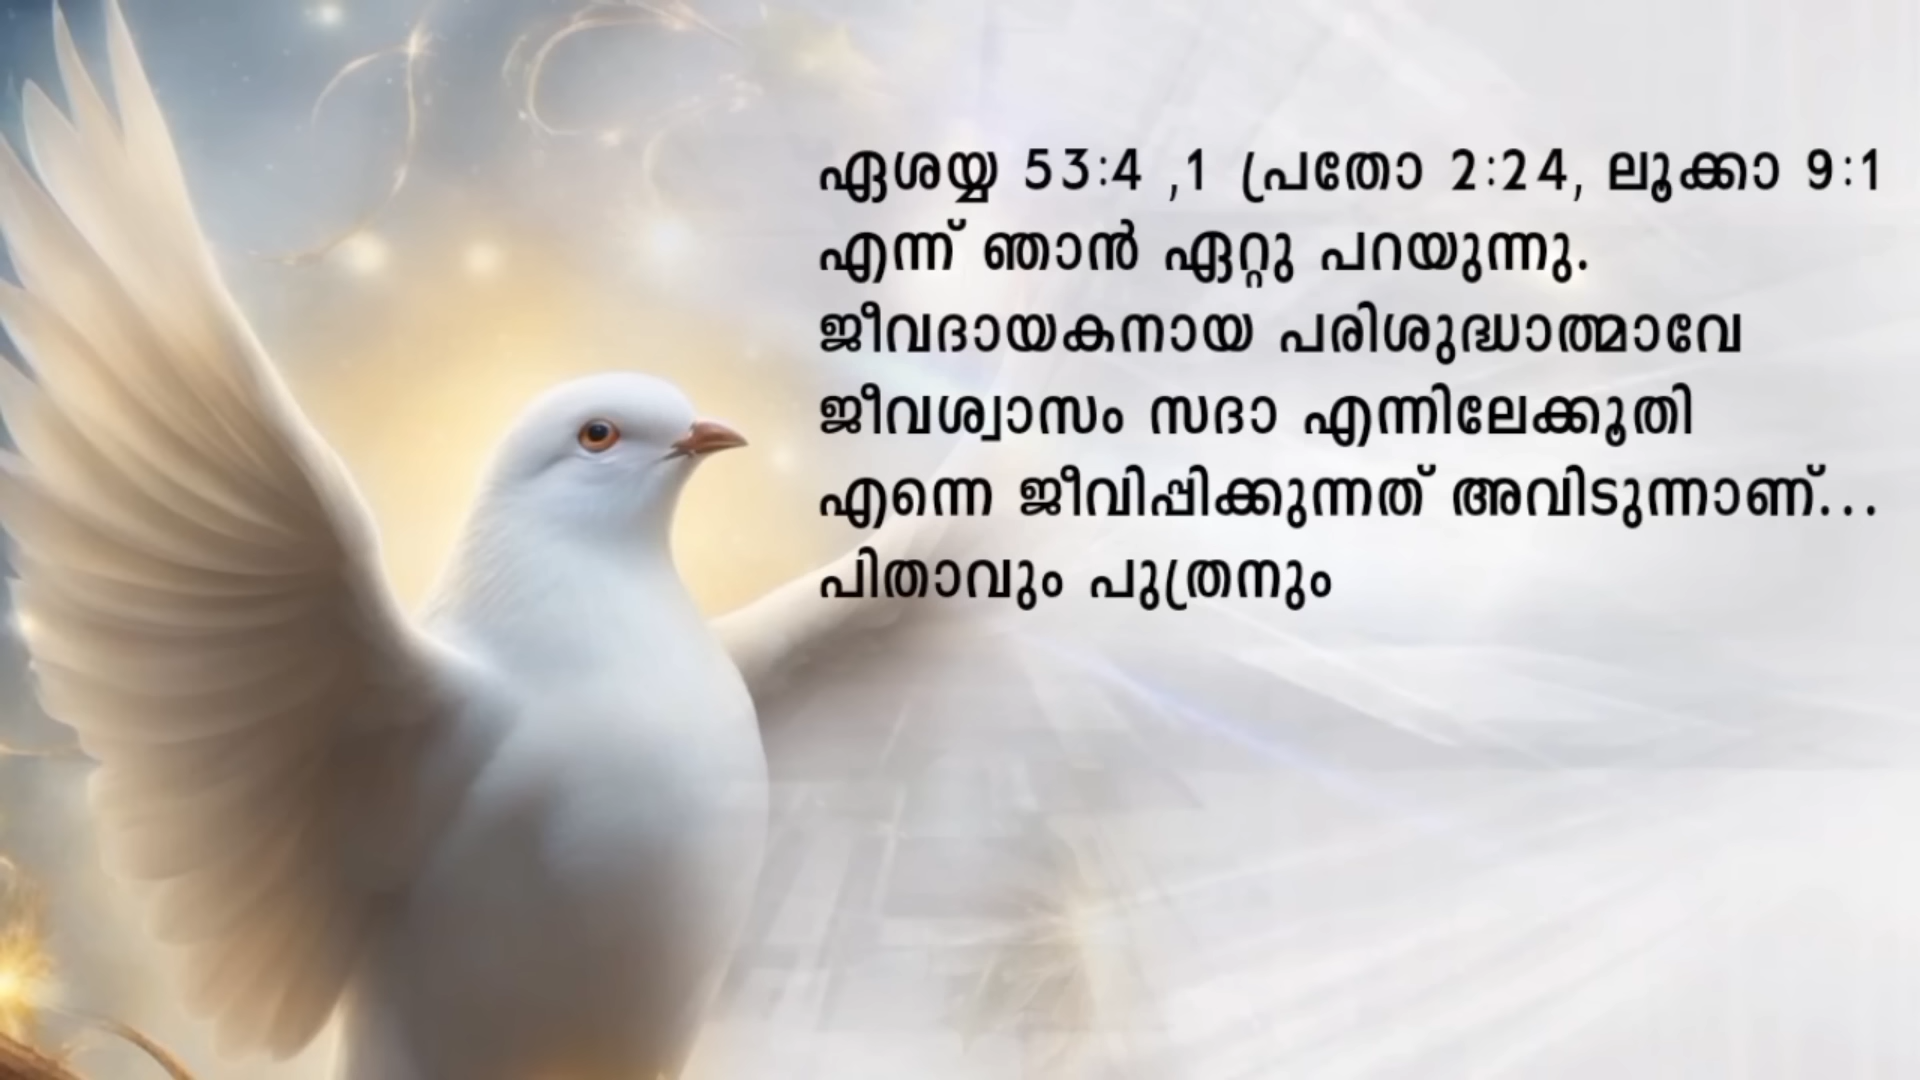 ഏശയ്യ 53:4 ,1 പ്രതോ 2:24, ലൂക്കാ 9:1
എന്ന് ഞാൻ ഏറ്റു പറയുന്നു.
ജീവദായകനായ പരിശുദ്ധാത്മാവേ
ജീവശ്വാസം സദാ എന്നിലേക്കൂതി
എന്നെ ജീവിപ്പിക്കുന്നത് അവിടുന്നാണ്...
പിതാവും പുത്രനും